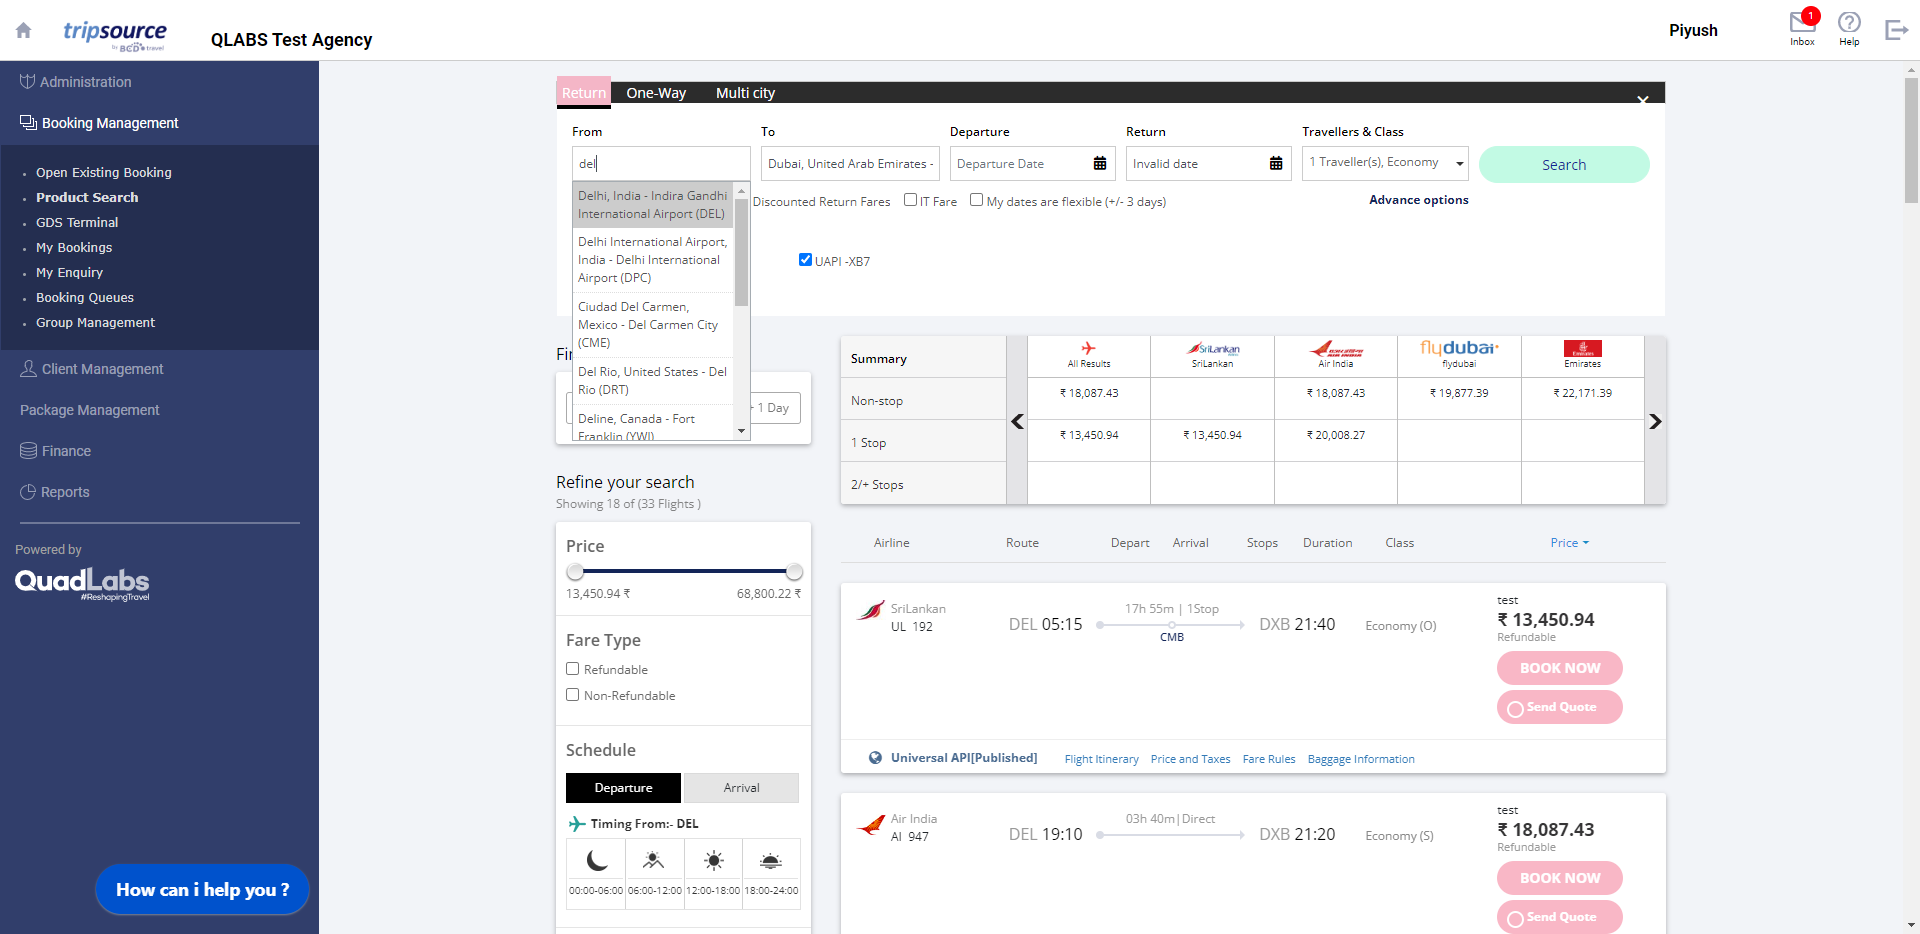 tripsource
by BCD travel
QLABS Test Agency
Piyush
1
Inbox
Help
Administration
Booking Management
Open Existing Booking
Product Search
GDS Terminal
My Bookings
My Enquiry
Booking Queues
Group Management
Client Management
Package Management
Finance
Reports
Powered by
QuadLabs
#ReshapingTravel
How can i help you ?
Return One-Way Multi city
From To Departure Return Travellers & Class
del Dubai, United Arab Emirates - Departure Date Invalid date 1 Traveller(s), Economy Search
Discounted Return Fares IT Fare My dates are flexible (+/- 3 days) Advance options
Delhi, India - Indira Gandhi
International Airport (DEL)
Delhi International Airport,
India - Delhi International
Airport (DPC)
Ciudad Del Carmen,
Mexico - Del Carmen City
(CME)
Del Rio, United States - Del
Rio (DRT)
Deline, Canada - Fort
Franklin (YWJ)
UAPI -XB7
+ 1 Day
Refine your search
Showing 18 of (33 Flights )
Price
13,450.94 ₹ 68,800.22 ₹
Fare Type
Refundable
Non-Refundable
Schedule
Departure Arrival
Timing From:- DEL
00:00-06:00 06:00-12:00 12:00-18:00 18:00-24:00
Summary All Results SriLankan SriLankan Air India flydubai flydubai Emirates Emirates
Non-stop ₹ 18,087.43 ₹ 18,087.43 ₹ 19,877.39 ₹ 22,171.39
1 Stop ₹ 13,450.94 ₹ 13,450.94 ₹ 20,008.27
2/+ Stops
Airline Route Depart Arrival Stops Duration Class Price
SriLankan
UL 192
DEL 05:15
17h 55m | 1Stop
CMB
DXB 21:40
Economy (O)
test
₹ 13,450.94
Refundable
BOOK NOW
Send Quote
Universal API[Published] Flight Itinerary Price and Taxes Fare Rules Baggage Information
Air India
AI 947
DEL 19:10
03h 40m|Direct
DXB 21:20
Economy (S)
test
₹ 18,087.43
Refundable
BOOK NOW
Send Quote